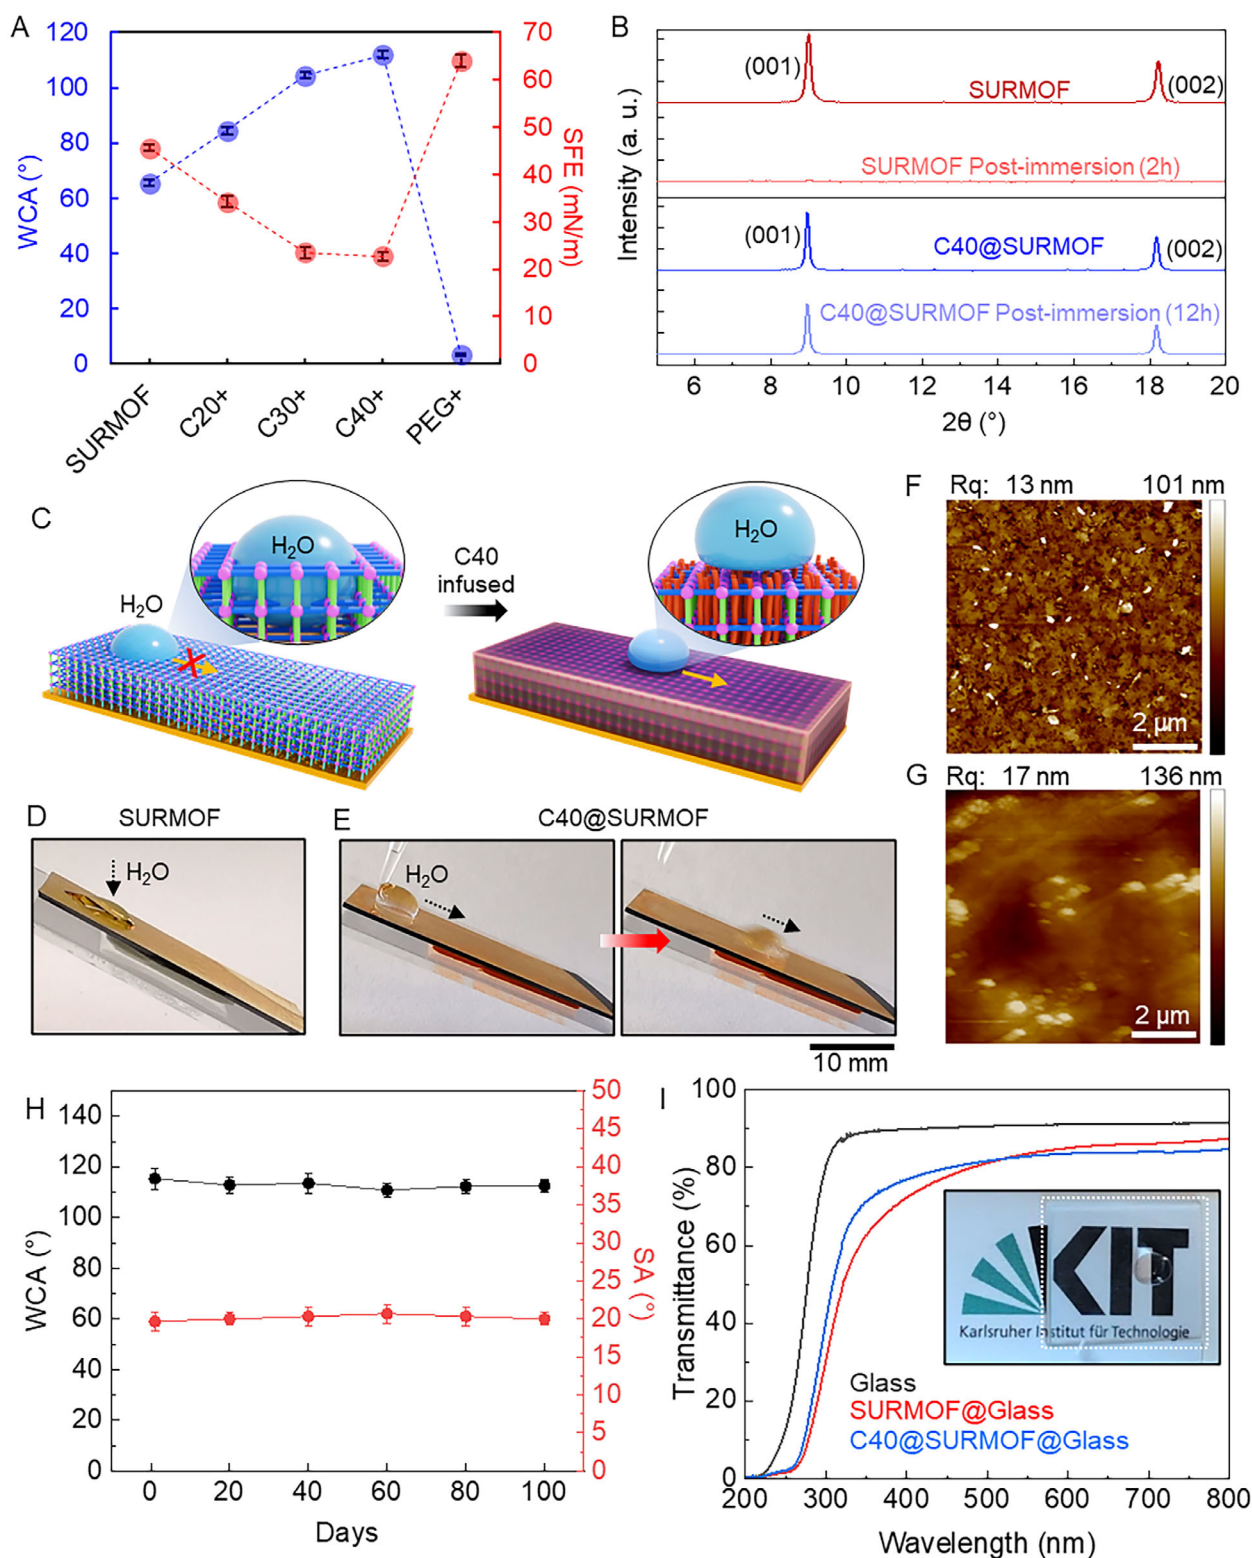 A
120
100
80
60
40
20
0
WCA (°)
70
60
50
40
30
20
10
0
SFE (mN/m)
SURMOF
C20+
C30+
C40+
PEG+
B
Intensity (a. u.)
(001)
SURMOF
(002)
SURMOF Post-immersion (2h)
(001)
C40@SURMOF
(002)
C40@SURMOF Post-immersion (12h)
6 8 10 12 14 16 18 20
2θ (°)
C
H₂O
H₂O
C40
infused
H₂O
F
Rq: 13 nm 101 nm
2 µm
G
Rq: 17 nm 136 nm
2 µm
D
SURMOF
H₂O
E
C40@SURMOF
H₂O
10 mm
H
140
120
100
80
60
40
20
0
WCA (°)
50
45
40
35
30
25
20
15
10
5
0
SA (°)
0 20 40 60 80 100
Days
I
100
80
60
40
20
0
Transmittance (%)
KIT
Karlsruher Institut für Technologie
Glass
SURMOF@Glass
C40@SURMOF@Glass
200 300 400 500 600 700 800
Wavelength (nm)